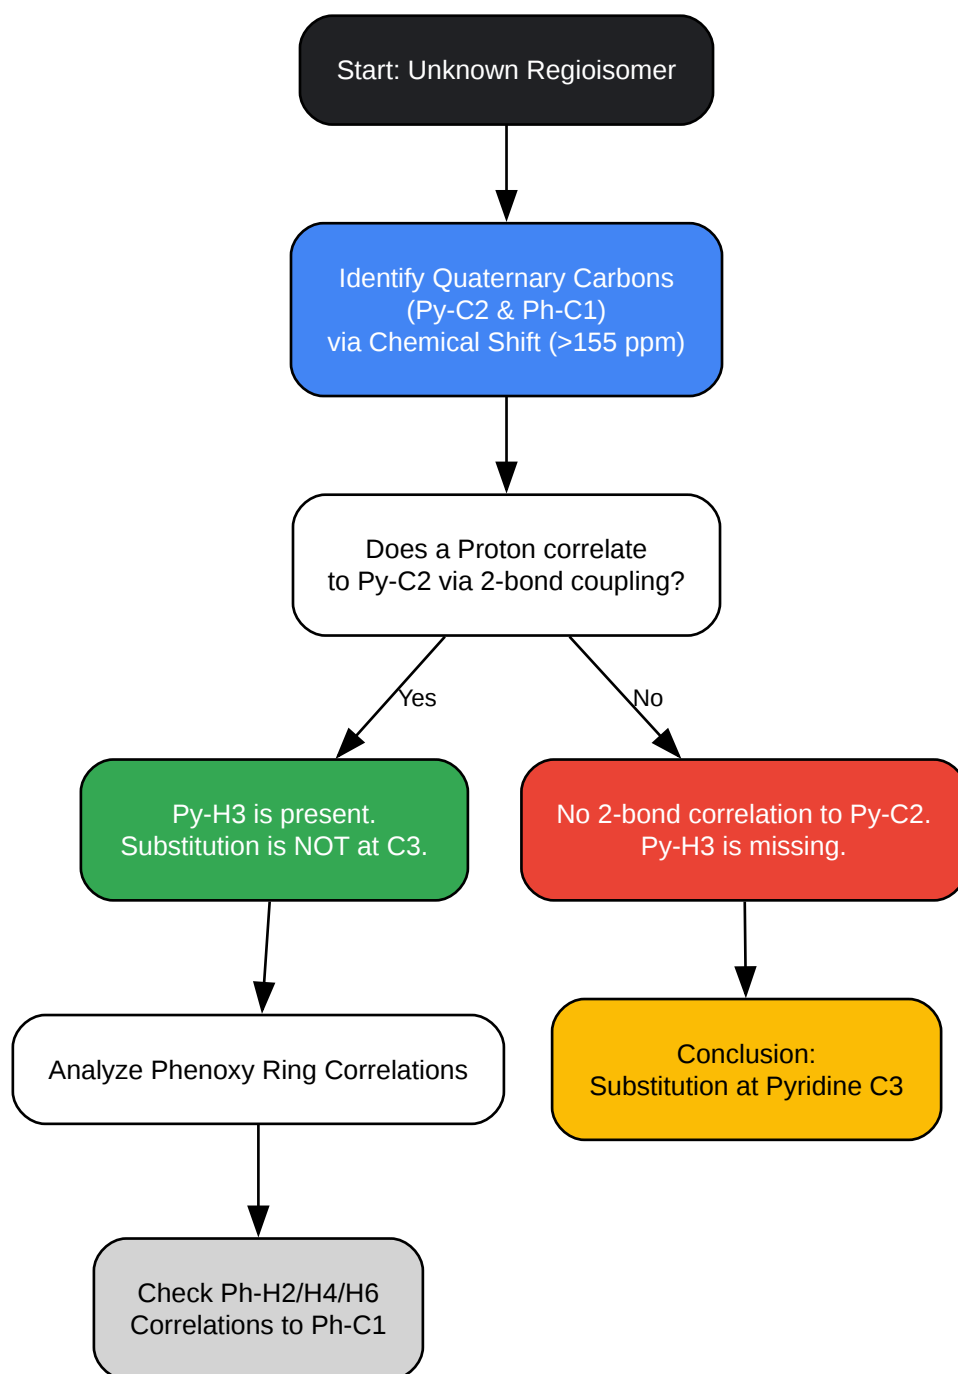 Start: Unknown Regioisomer
Identify Quaternary Carbons
(Py-C2 & Ph-C1)
via Chemical Shift (>155 ppm)
Does a Proton correlate
to Py-C2 via 2-bond coupling?
Yes
No
Py-H3 is present.
Substitution is NOT at C3.
No 2-bond correlation to Py-C2.
Py-H3 is missing.
Analyze Phenoxy Ring Correlations
Conclusion:
Substitution at Pyridine C3
Check Ph-H2/H4/H6
Correlations to Ph-C1